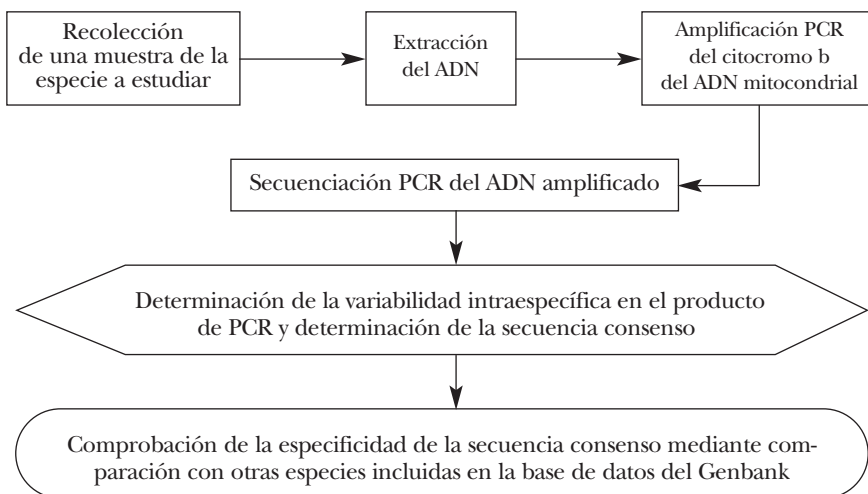 Recolección
de una muestra de la
especie a estudiar
Extracción
del ADN
Amplificación PCR
del citocromo b
del ADN mitocondrial
Secuenciación PCR del ADN amplificado
Determinación de la variabilidad intraespecífica en el producto
de PCR y determinación de la secuencia consenso
Comprobación de la especificidad de la secuencia consenso mediante com-
paración con otras especies incluidas en la base de datos del Genbank